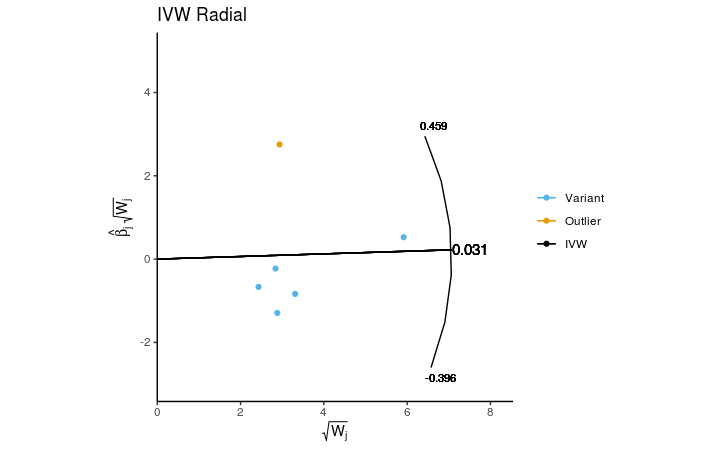 IVW Radial
β̂ⱼ √Wⱼ
4
2
0
-2
0.459
0.031
-0.396
0 2 4 6 8
√Wⱼ
Variant
Outlier
IVW